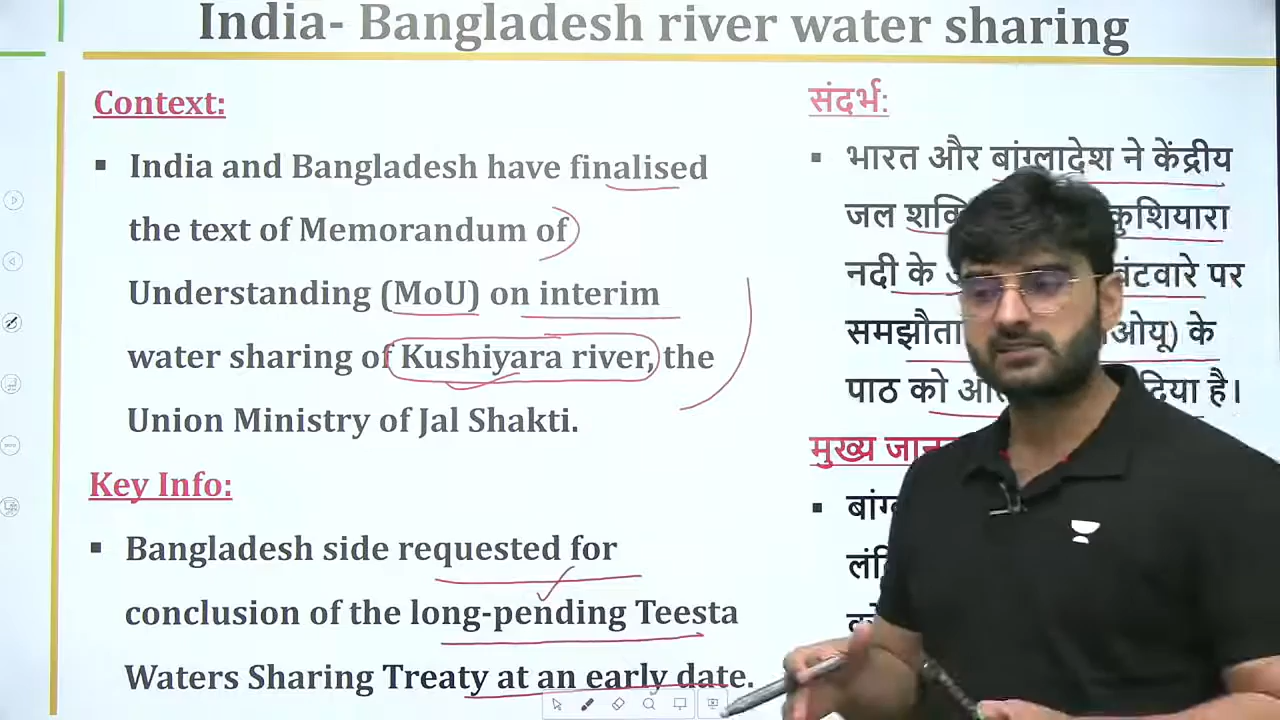 India- Bangladesh river water sharing
Context:
▪ India and Bangladesh have finalised
the text of Memorandum of
Understanding (MoU) on interim
water sharing of Kushiyara river, the
Union Ministry of Jal Shakti.
Key Info:
▪ Bangladesh side requested for
conclusion of the long-pending Teesta
Waters Sharing Treaty at an early date.
संदर्भ:
▪ भारत और बांग्लादेश ने केंद्रीय
जल कुशियारा
नदी के बंटवारे पर
समझौता के
पाठ को दिया है।
मुख्य
▪